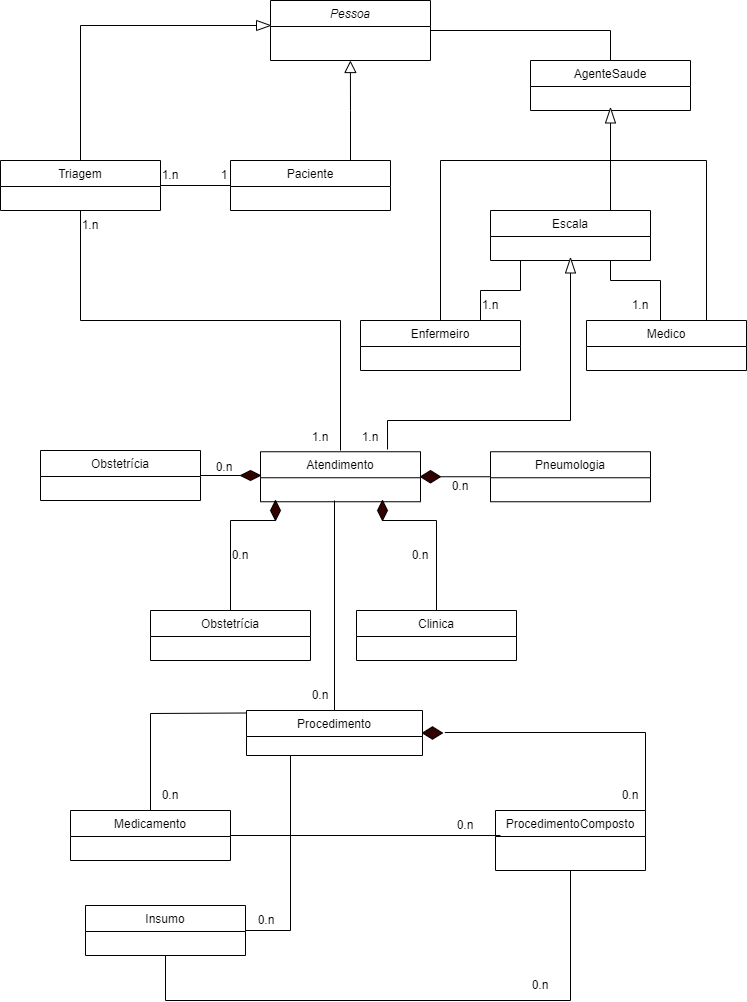 Pessoa
AgenteSaude
Triagem
1.n
1
Paciente
1.n
Escala
1.n
1.n
Enfermeiro
Medico
1.n
1.n
Obstetrícia
0.n
Atendimento
0.n
Pneumologia
0.n
0.n
Obstetrícia
Clinica
0.n
Procedimento
0.n
0.n
Medicamento
0.n
ProcedimentoComposto
Insumo
0.n
0.n